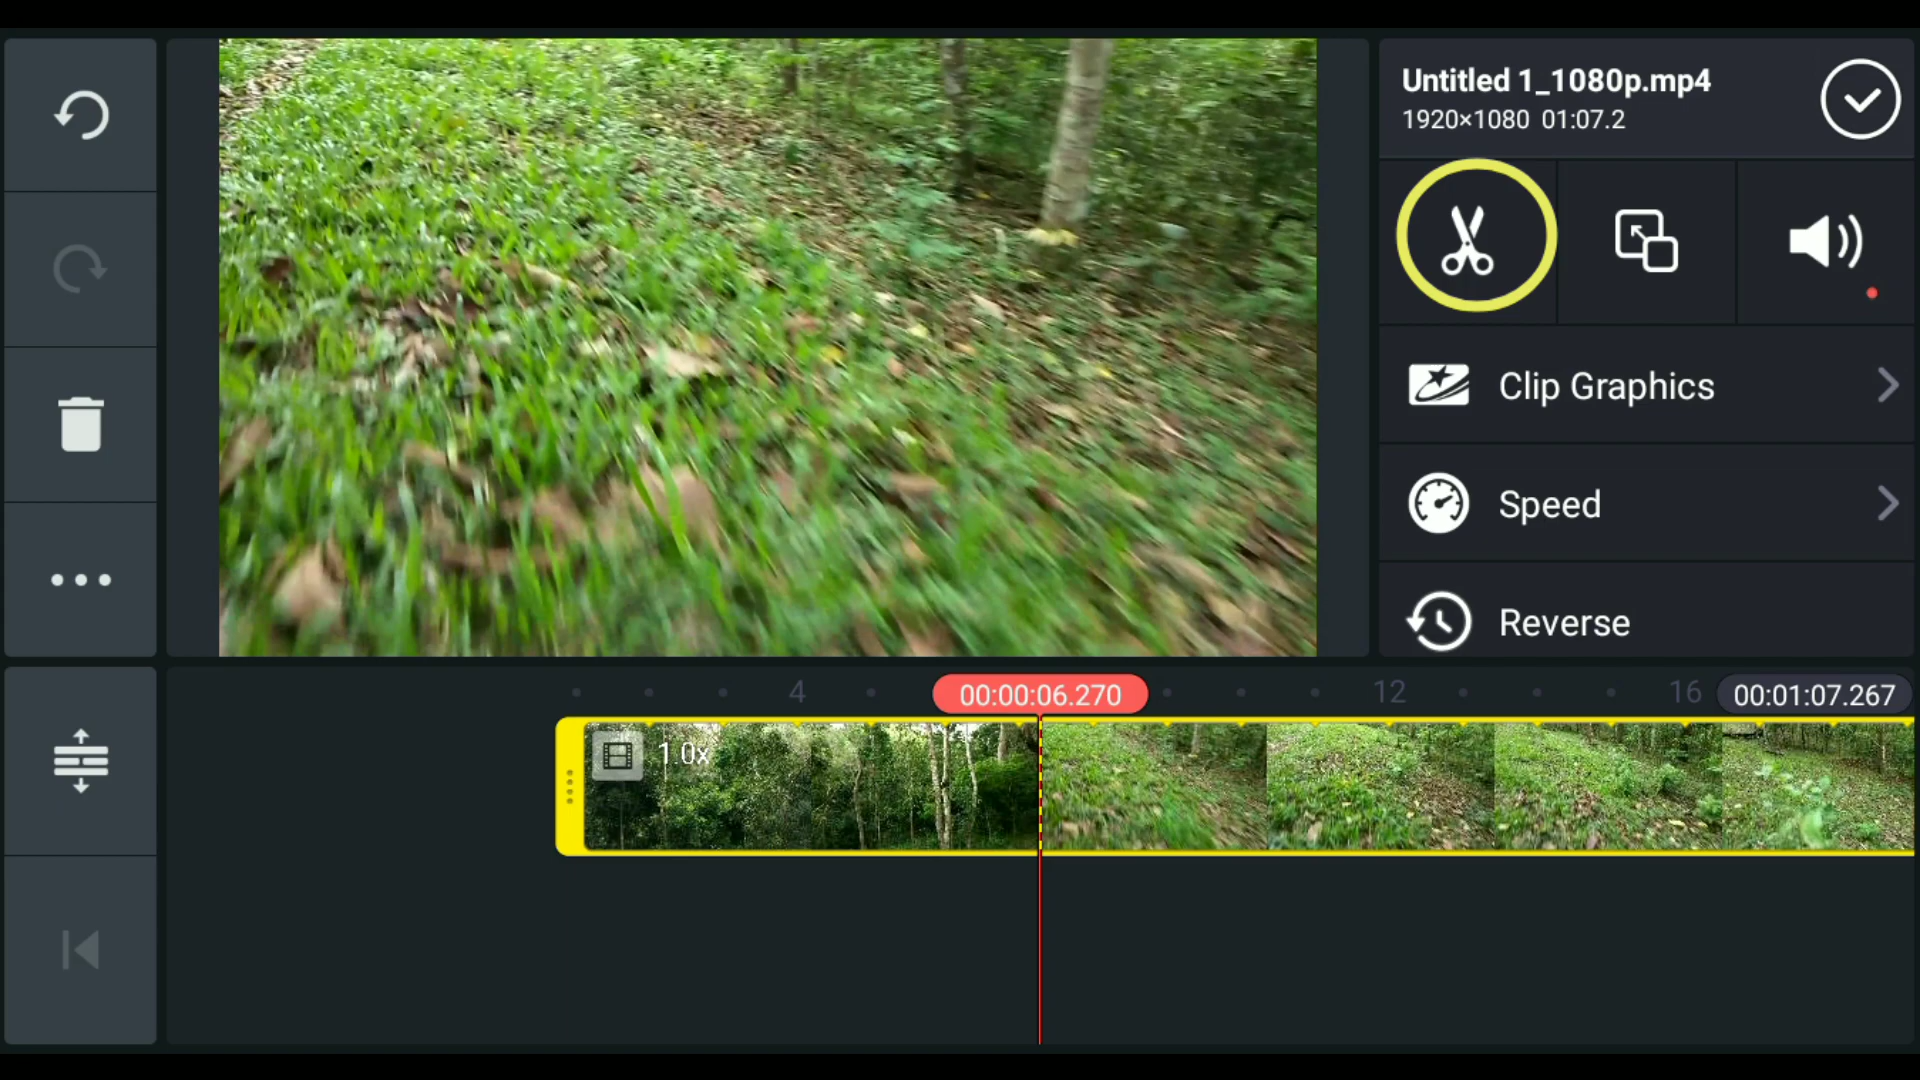 Untitled 1_1080p.mp4
1920×1080 01:07.2
Clip Graphics
Speed
Reverse
4
00:00:06.270
12
16
00:01:07.267
1.0x